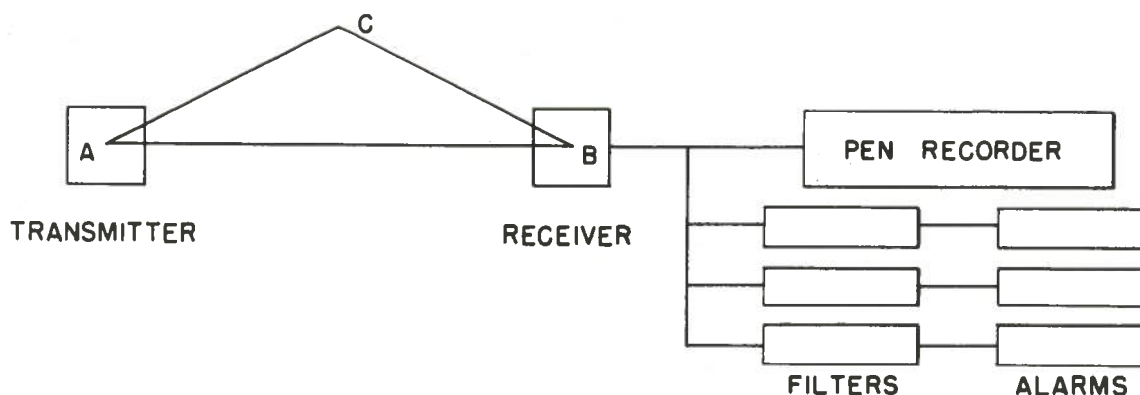 C
A
B
PEN RECORDER
TRANSMITTER
RECEIVER
FILTERS
ALARMS